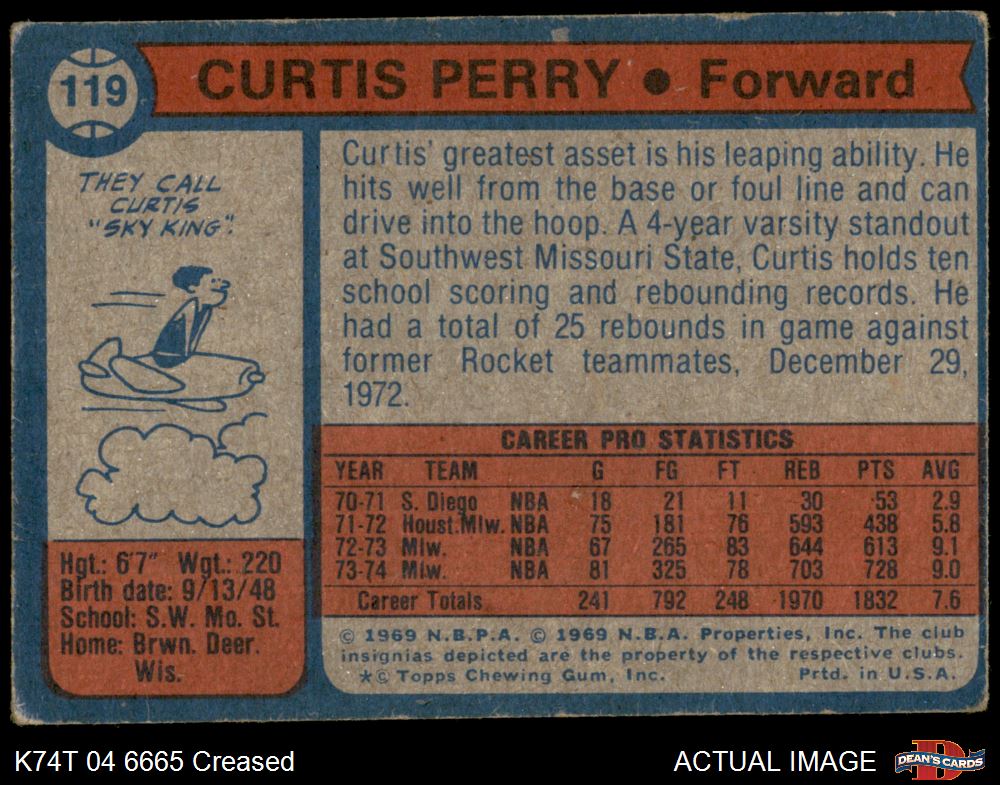 119
CURTIS PERRY ● Forward
THEY CALL
CURTIS
"SKY KING".
Curtis' greatest asset is his leaping ability. He
hits well from the base or foul line and can
drive into the hoop. A 4-year varsity standout
at Southwest Missouri State, Curtis holds ten
school scoring and rebounding records. He
had a total of 25 rebounds in game against
former Rocket teammates, December 29,
1972.
Hgt.: 6'7" Wgt.: 220
Birth date: 9/13/48
School: S.W. Mo. St.
Home: Brwn. Deer.
Wis.
CAREER PRO STATISTICS
YEAR TEAM G FG FT REB PTS AVG
70-71 S. Diego NBA 18 21 11 30 53 2.9
71-72 Houst.Mlw. NBA 75 181 76 593 438 5.8
72-73 Mlw. NBA 67 265 83 644 613 9.1
73-74 Mlw. NBA 81 325 78 703 728 9.0
Career Totals 241 792 248 1970 1832 7.6
© 1969 N.B.P.A. © 1969 N.B.A. Properties, Inc. The club
insignias depicted are the property of the respective clubs.
*© Topps Chewing Gum, Inc. Prtd. in U.S.A.
K74T 04 6665 Creased
ACTUAL IMAGE
D
DEAN'S CARDS